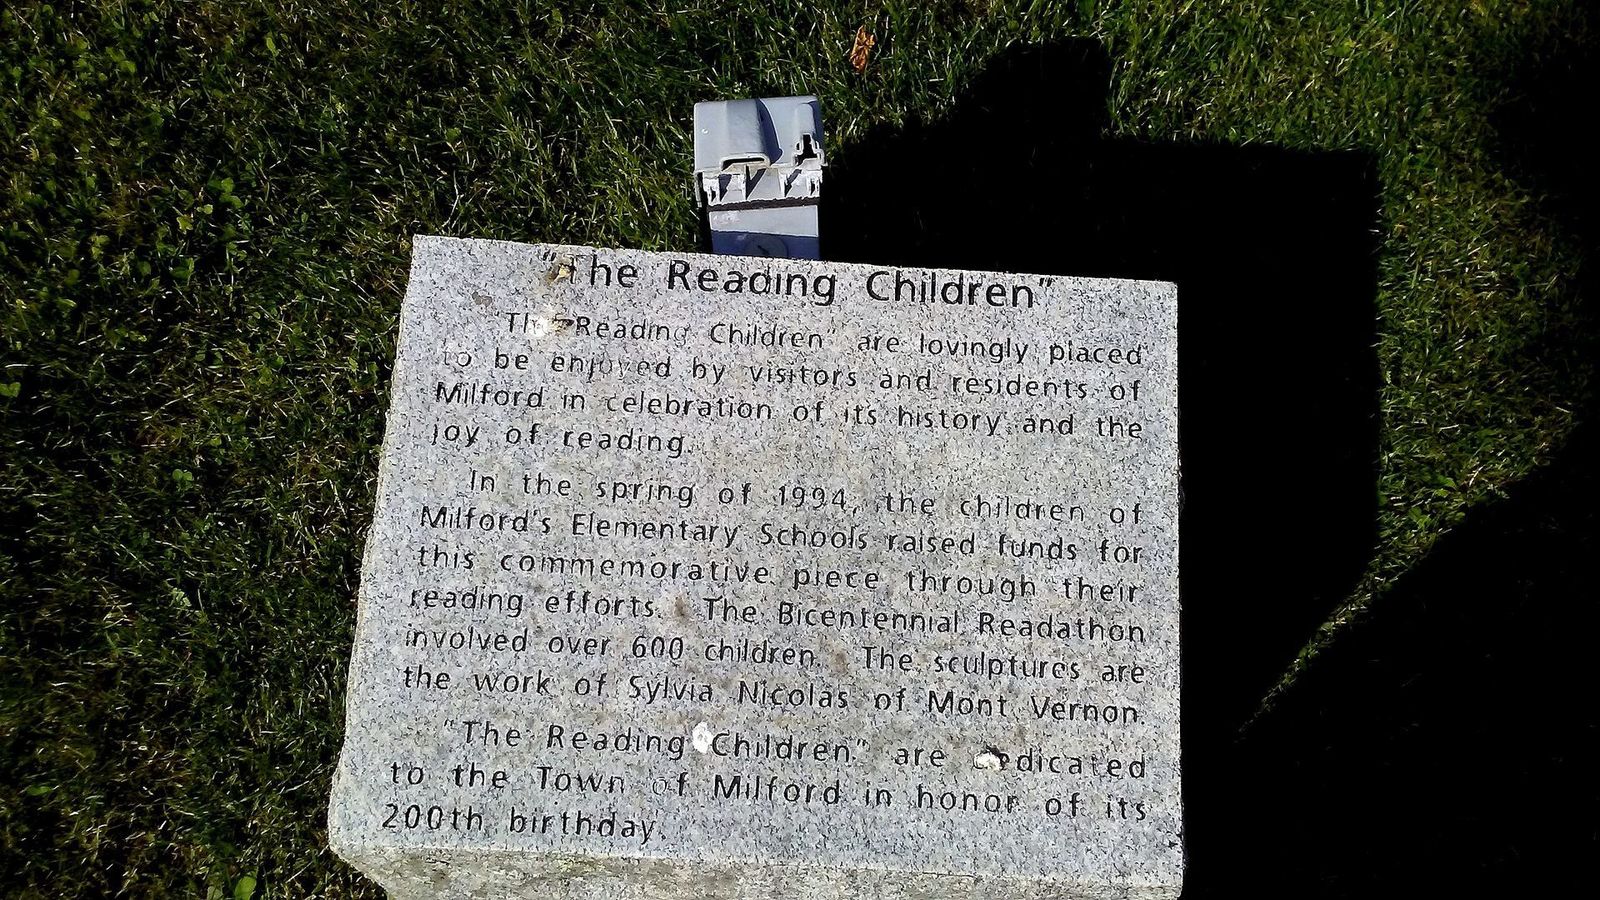 "The Reading Children"
The "Reading Children" are lovingly placed
to be enjoyed by visitors and residents of
Milford in celebration of its history and the
joy of reading.
In the spring of 1994, the children of
Milford's Elementary Schools raised funds for
this commemorative piece through their
reading efforts. The Bicentennial Readathon
involved over 600 children. The sculptures are
the work of Sylvia Nicolas of Mont Vernon.
"The Reading Children" are dedicated
to the Town of Milford in honor of its
200th birthday.